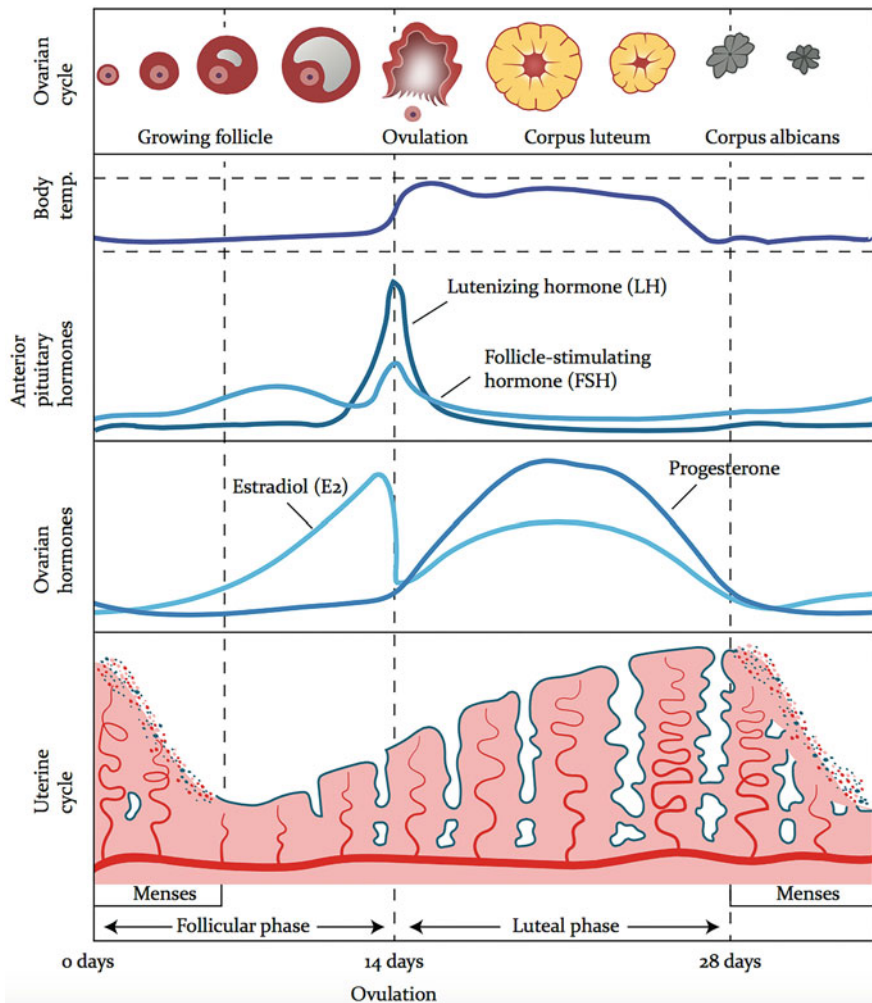 Ovarian
cycle
Growing follicle
Ovulation
Corpus luteum
Corpus albicans
Body
temp.
Anterior
pituitary
hormones
Lutenizing hormone (LH)
Follicle-stimulating
hormone (FSH)
Ovarian
hormones
Estradiol (E2)
Progesterone
Uterine
cycle
Menses
Menses
Follicular phase
Luteal phase
0 days
14 days
28 days
Ovulation